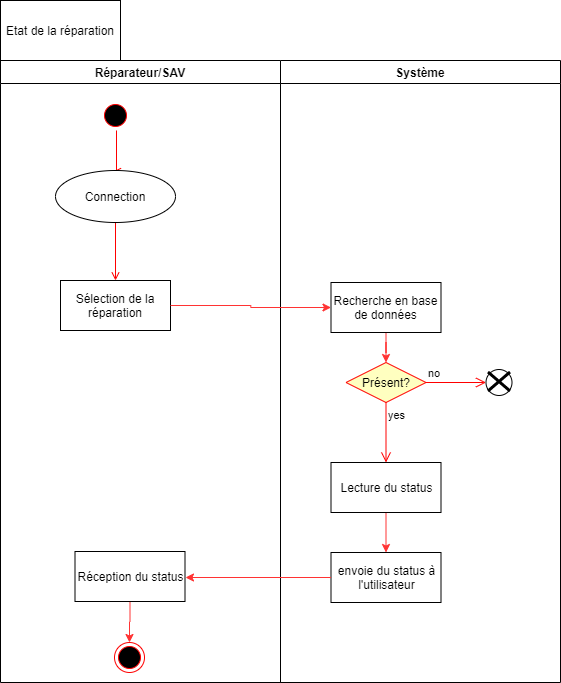 Etat de la réparation
Réparateur/SAV
Système
Connection
Sélection de la
réparation
Recherche en base
de données
Présent?
no
yes
Lecture du status
envoie du status à
l'utilisateur
Réception du status